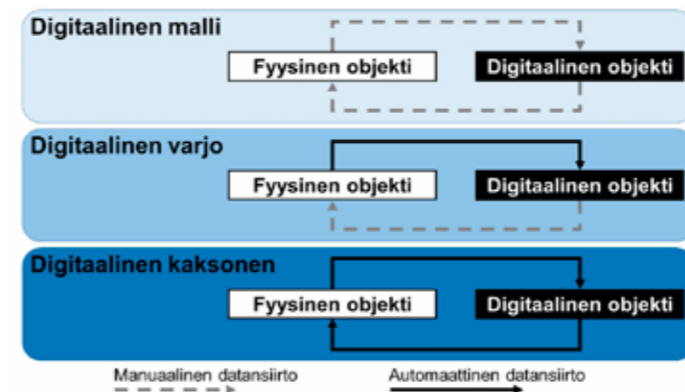 Digitaalinen malli
Fyysinen objekti
Digitaalinen objekti
Digitaalinen varjo
Fyysinen objekti
Digitaalinen objekti
Digitaalinen kaksonen
Fyysinen objekti
Digitaalinen objekti
Manuaalinen datansiirto
Automaattinen datansiirto